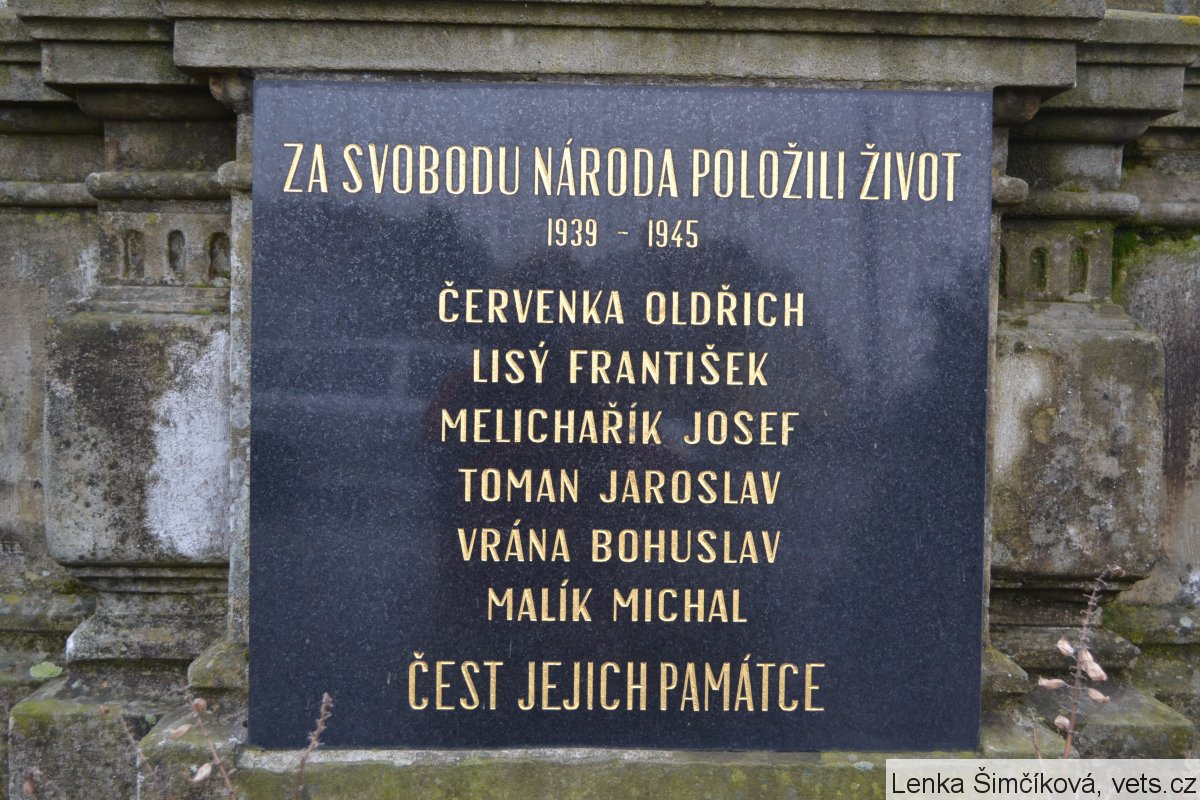 ZA SVOBODU NÁRODA POLOŽILI ŽIVOT
1939 - 1945
ČERVENKA OLDŘICH
LISÝ FRANTIŠEK
MELICHAŘÍK JOSEF
TOMAN JAROSLAV
VRÁNA BOHUSLAV
MALÍK MICHAL
ČEST JEJICH PAMÁTCE
Lenka Šimčíková, vets.cz